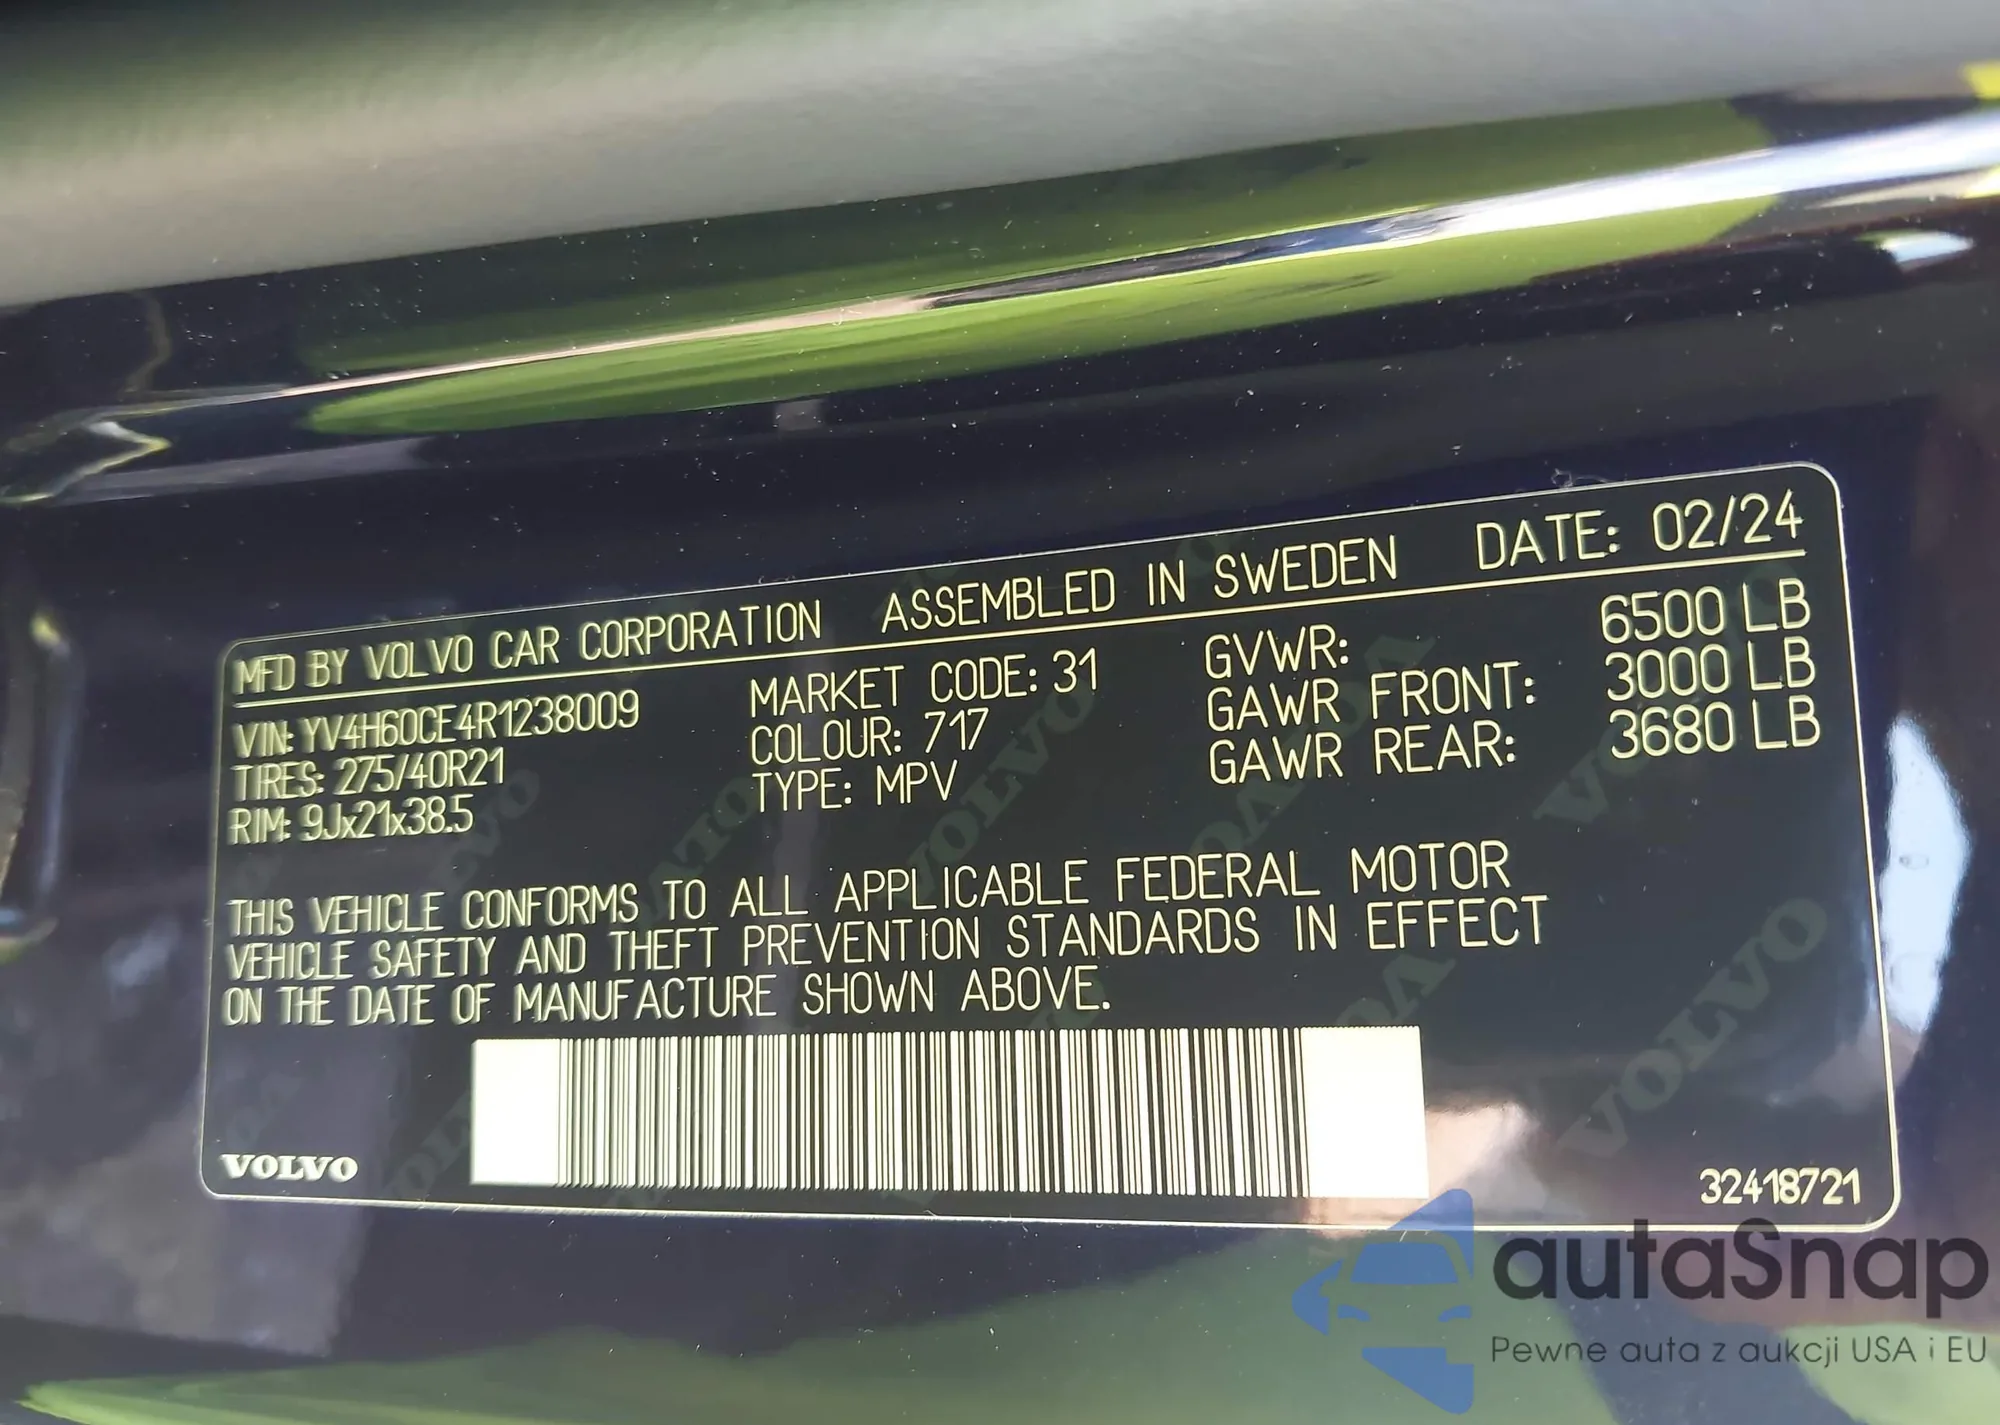 MFD BY VOLVO CAR CORPORATION ASSEMBLED IN SWEDEN DATE: 02/24
VIN: YV4H60CE4R1238009 MARKET CODE: 31 GVWR: 6500 LB
TIRES: 275/40R21 COLOUR: 717 GAWR FRONT: 3000 LB
RIM: 9Jx21x38.5 TYPE: MPV GAWR REAR: 3680 LB
THIS VEHICLE CONFORMS TO ALL APPLICABLE FEDERAL MOTOR
VEHICLE SAFETY AND THEFT PREVENTION STANDARDS IN EFFECT
ON THE DATE OF MANUFACTURE SHOWN ABOVE.
VOLVO 32418721
autaSnap
Pewne auta z aukcji USA i EU